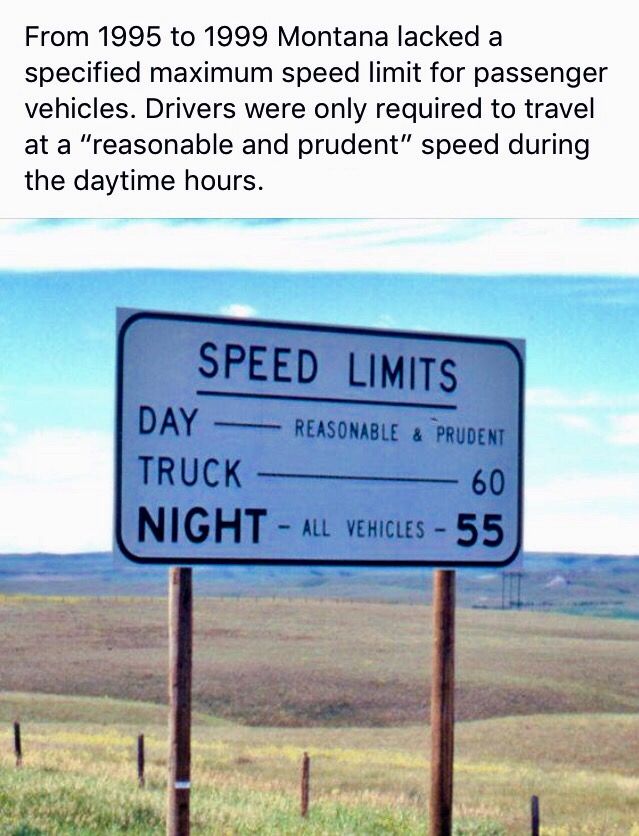 From 1995 to 1999 Montana lacked a
specified maximum speed limit for passenger
vehicles. Drivers were only required to travel
at a “reasonable and prudent” speed during
the daytime hours.
SPEED LIMITS
DAY — REASONABLE & PRUDENT
TRUCK — 60
NIGHT - ALL VEHICLES - 55